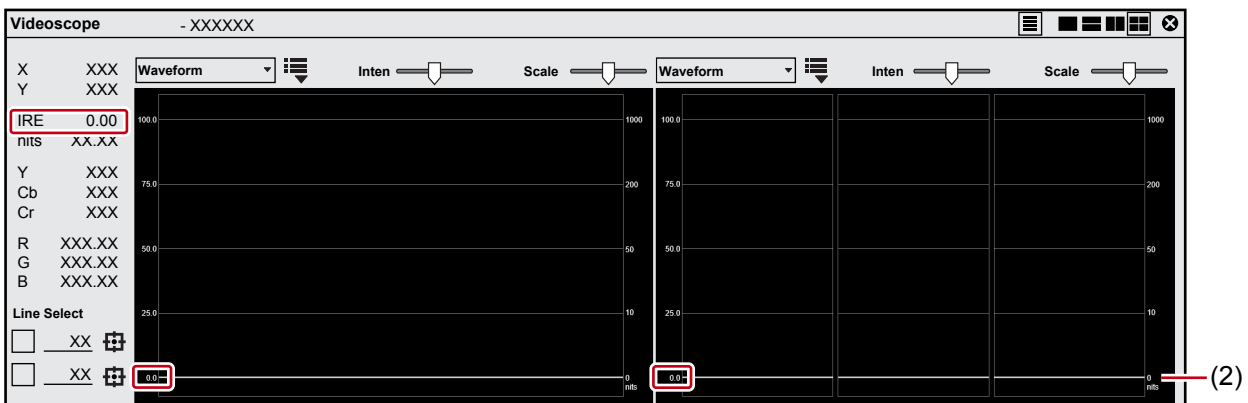 Videoscope - XXXXXX
X XXX
Y XXX
IRE 0.00
nits XX.XX
Y XXX
Cb XXX
Cr XXX
R XXX.XX
G XXX.XX
B XXX.XX
Line Select
XX
XX
Waveform Inten Scale
100.0 1000
75.0 200
50.0 50
25.0 10
0.0 0
nits
Waveform Inten Scale
100.0 1000
75.0 200
50.0 50
25.0 10
0.0 0
nits
(2)